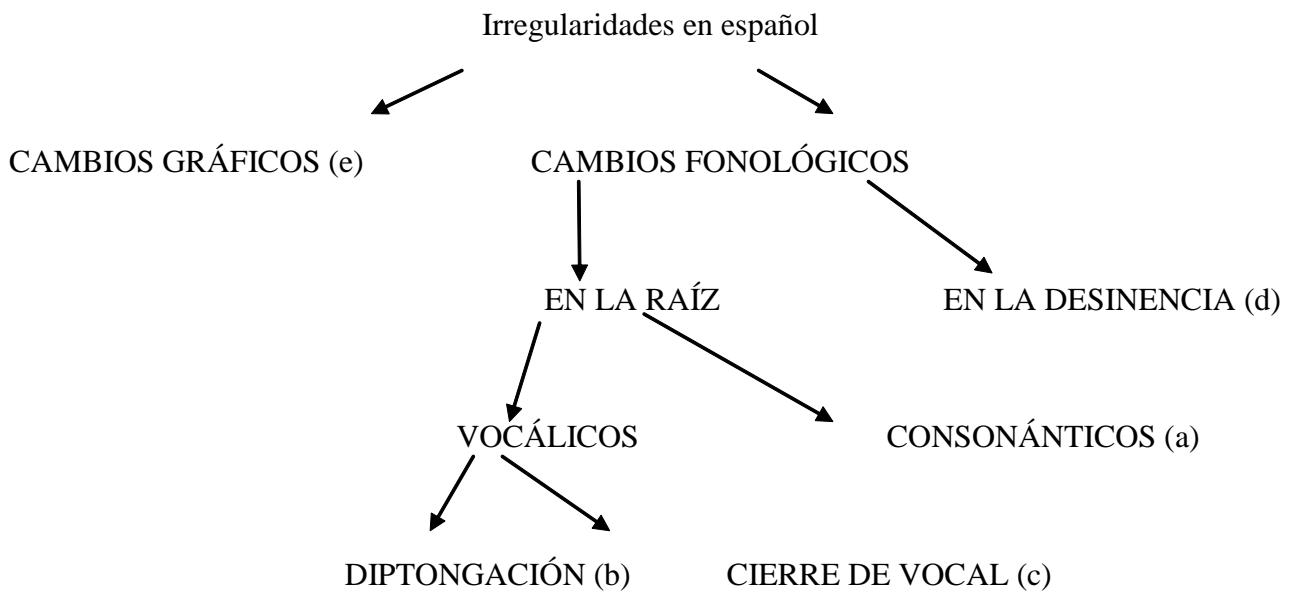 Irregularidades en español
CAMBIOS GRÁFICOS (e) CAMBIOS FONOLÓGICOS
EN LA RAÍZ EN LA DESINENCIA (d)
VOCÁLICOS CONSONÁNTICOS (a)
DIPTONGACIÓN (b) CIERRE DE VOCAL (c)